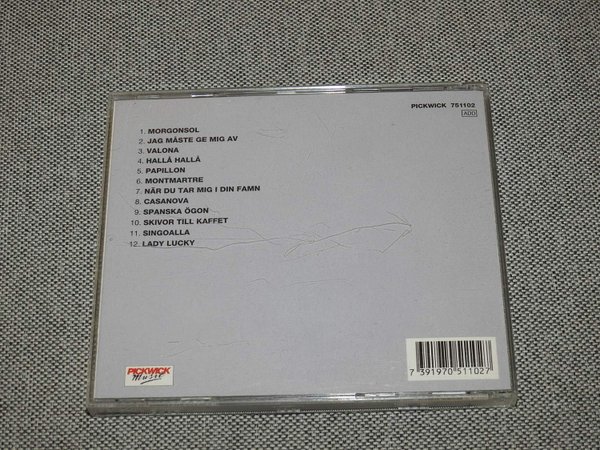 PICKWICK 751102
ADD
1. MORGONSOL
2. JAG MÅSTE GE MIG AV
3. VALONA
4. HALLÅ HALLÅ
5. PAPILLON
6. MONTMARTRE
7. NÄR DU TAR MIG I DIN FAMN
8. CASANOVA
9. SPANSKA ÖGON
10. SKIVOR TILL KAFFET
11. SINGOALLA
12. LADY LUCKY
PICKWICK
Music
7 391970 511027